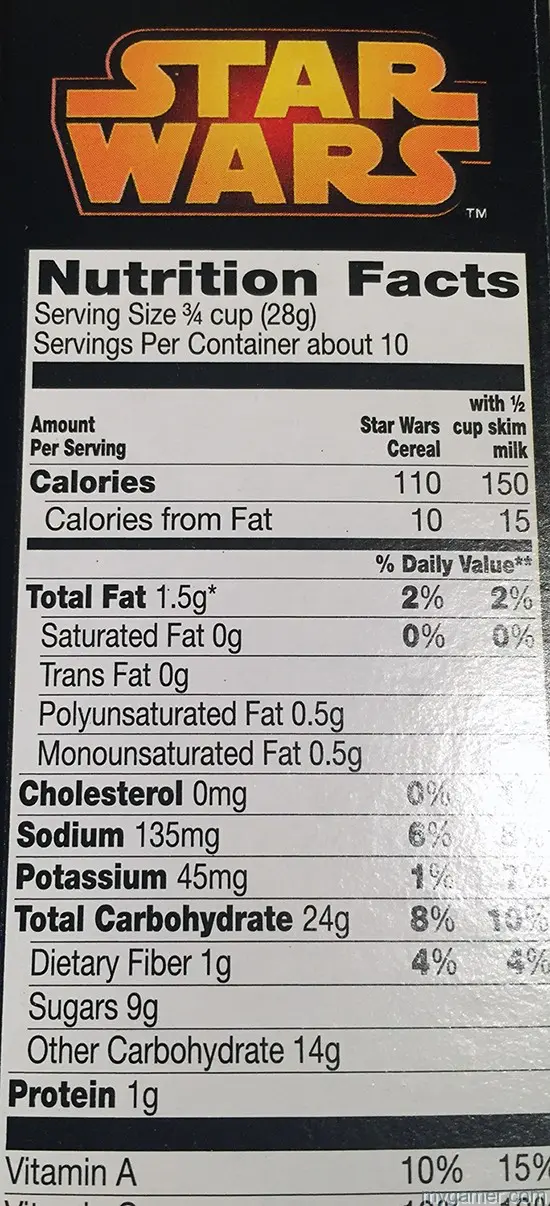 STAR
WARS
TM
Nutrition Facts
Serving Size ¾ cup (28g)
Servings Per Container about 10
with ½
Amount Star Wars cup skim
Per Serving Cereal milk
Calories 110 150
Calories from Fat 10 15
% Daily Value**
Total Fat 1.5g* 2% 2%
Saturated Fat 0g 0% 0%
Trans Fat 0g
Polyunsaturated Fat 0.5g
Monounsaturated Fat 0.5g
Cholesterol 0mg 0%
Sodium 135mg 6%
Potassium 45mg 1% 7%
Total Carbohydrate 24g 8% 10%
Dietary Fiber 1g 4% 4%
Sugars 9g
Other Carbohydrate 14g
Protein 1g
Vitamin A 10% 15%
mygamer.com